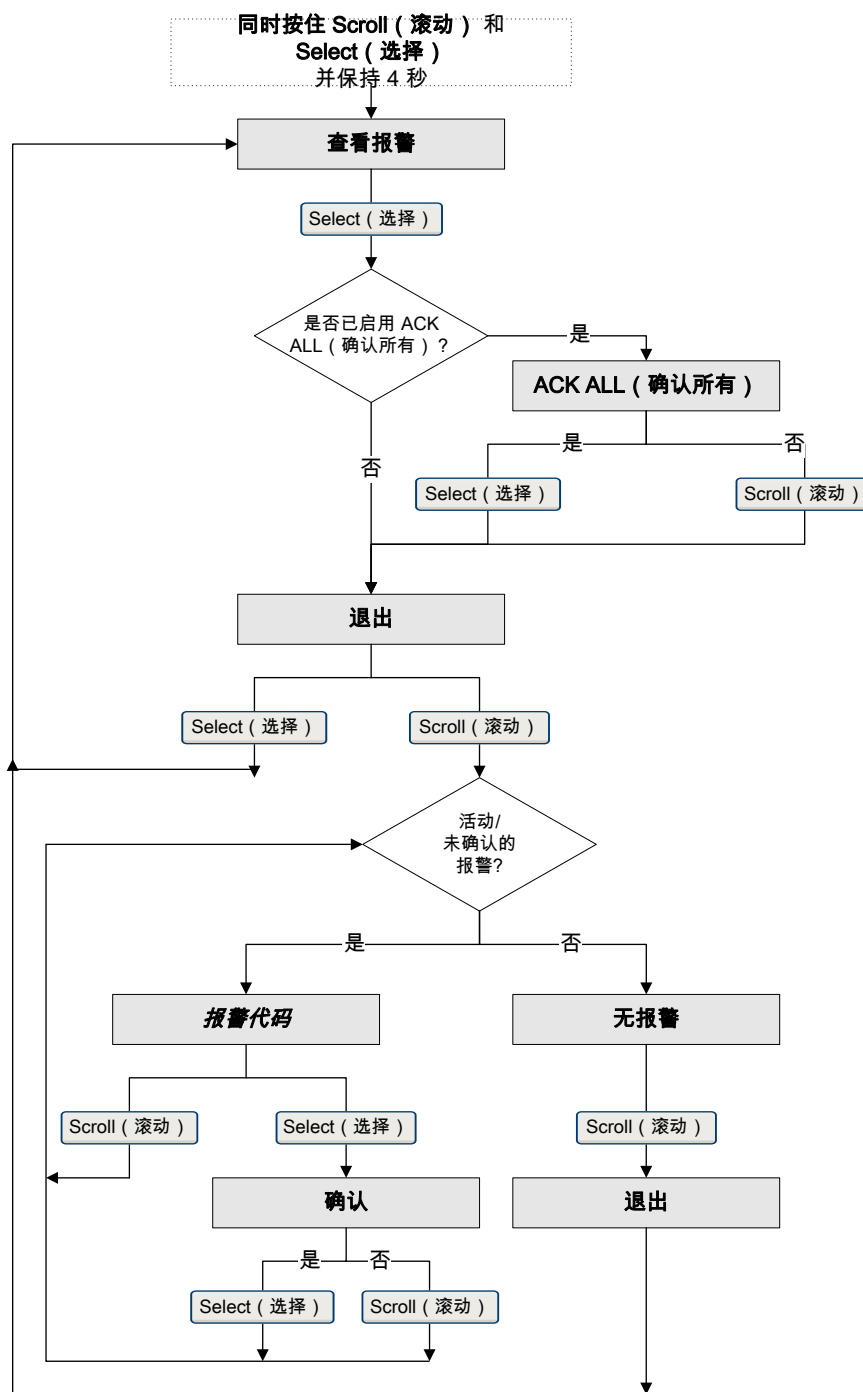 同时按住 Scroll（滚动） 和
Select（选择）
并保持 4 秒
查看报警
Select（选择）
是否已启用 ACK
ALL（确认所有）？
是
ACK ALL（确认所有）
否
是
否
Select（选择）
Scroll（滚动）
退出
Select（选择）
Scroll（滚动）
活动/
未确认的
报警?
是
否
报警代码
无报警
Scroll（滚动）
Select（选择）
Scroll（滚动）
确认
退出
是
否
Select（选择）
Scroll（滚动）